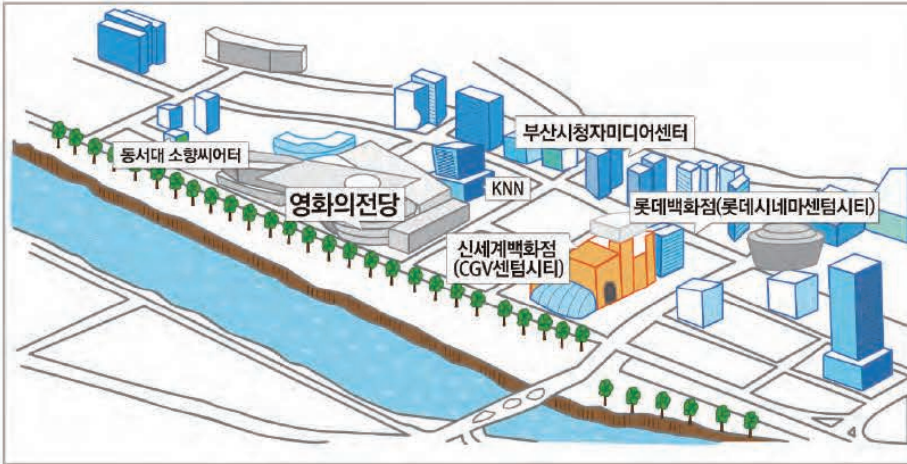 부산시청자미디어센터
동서대 소향씨어터
KNN
영화의전당
롯데백화점(롯데시네마센텀시티)
신세계백화점
(CGV센텀시티)